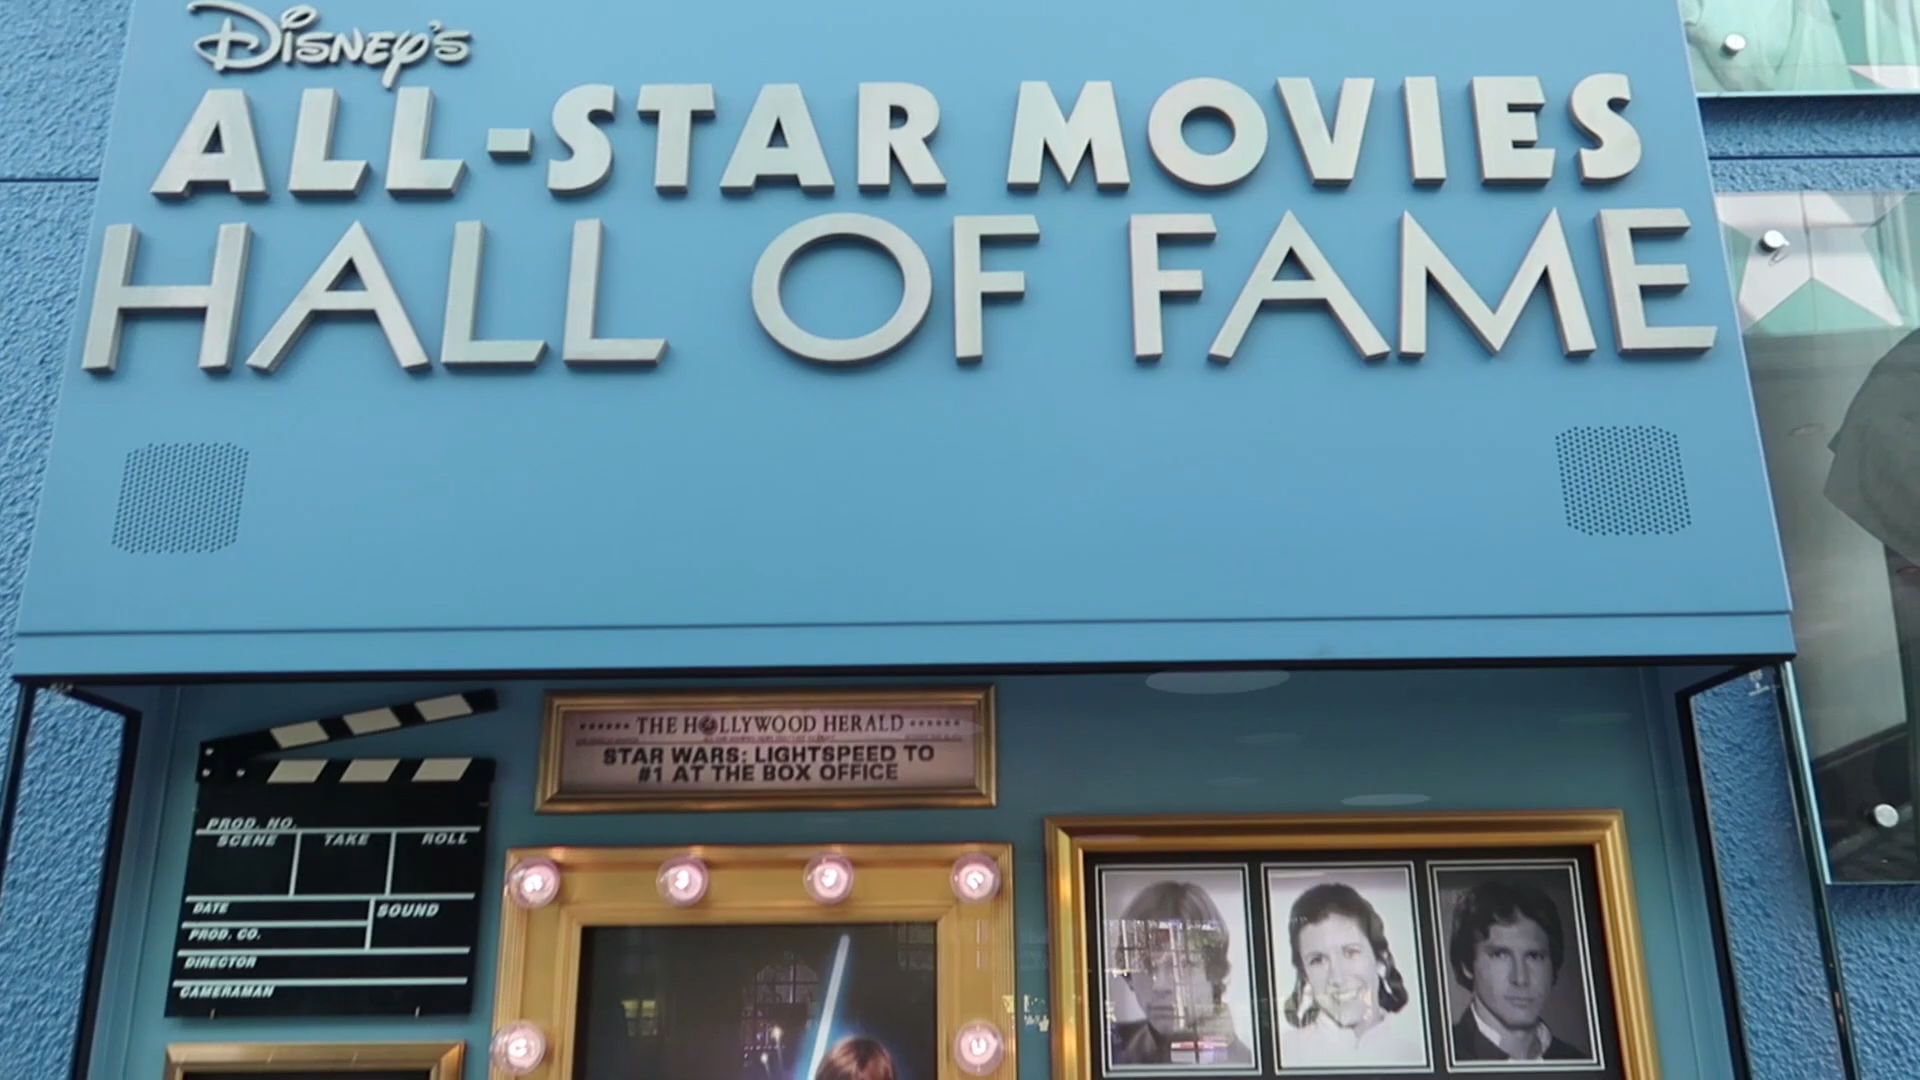 Disney's
ALL-STAR MOVIES
HALL OF FAME
THE HOLLYWOOD HERALD
STAR WARS: LIGHTSPEED TO
#1 AT THE BOX OFFICE
PROD. NO.
SCENE TAKE ROLL
DATE SOUND
PROD. CO.
DIRECTOR
CAMERAMAN